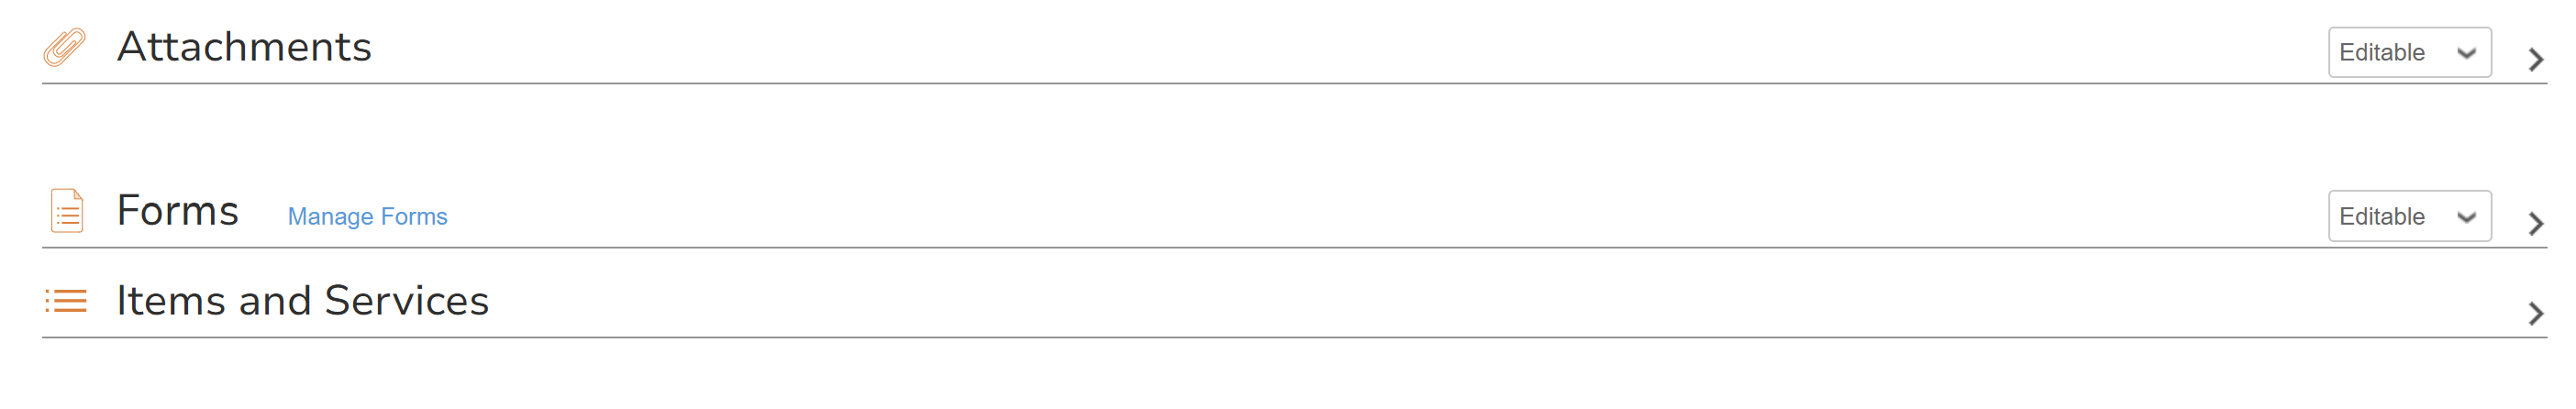 Attachments Editable
Forms Manage Forms Editable
Items and Services